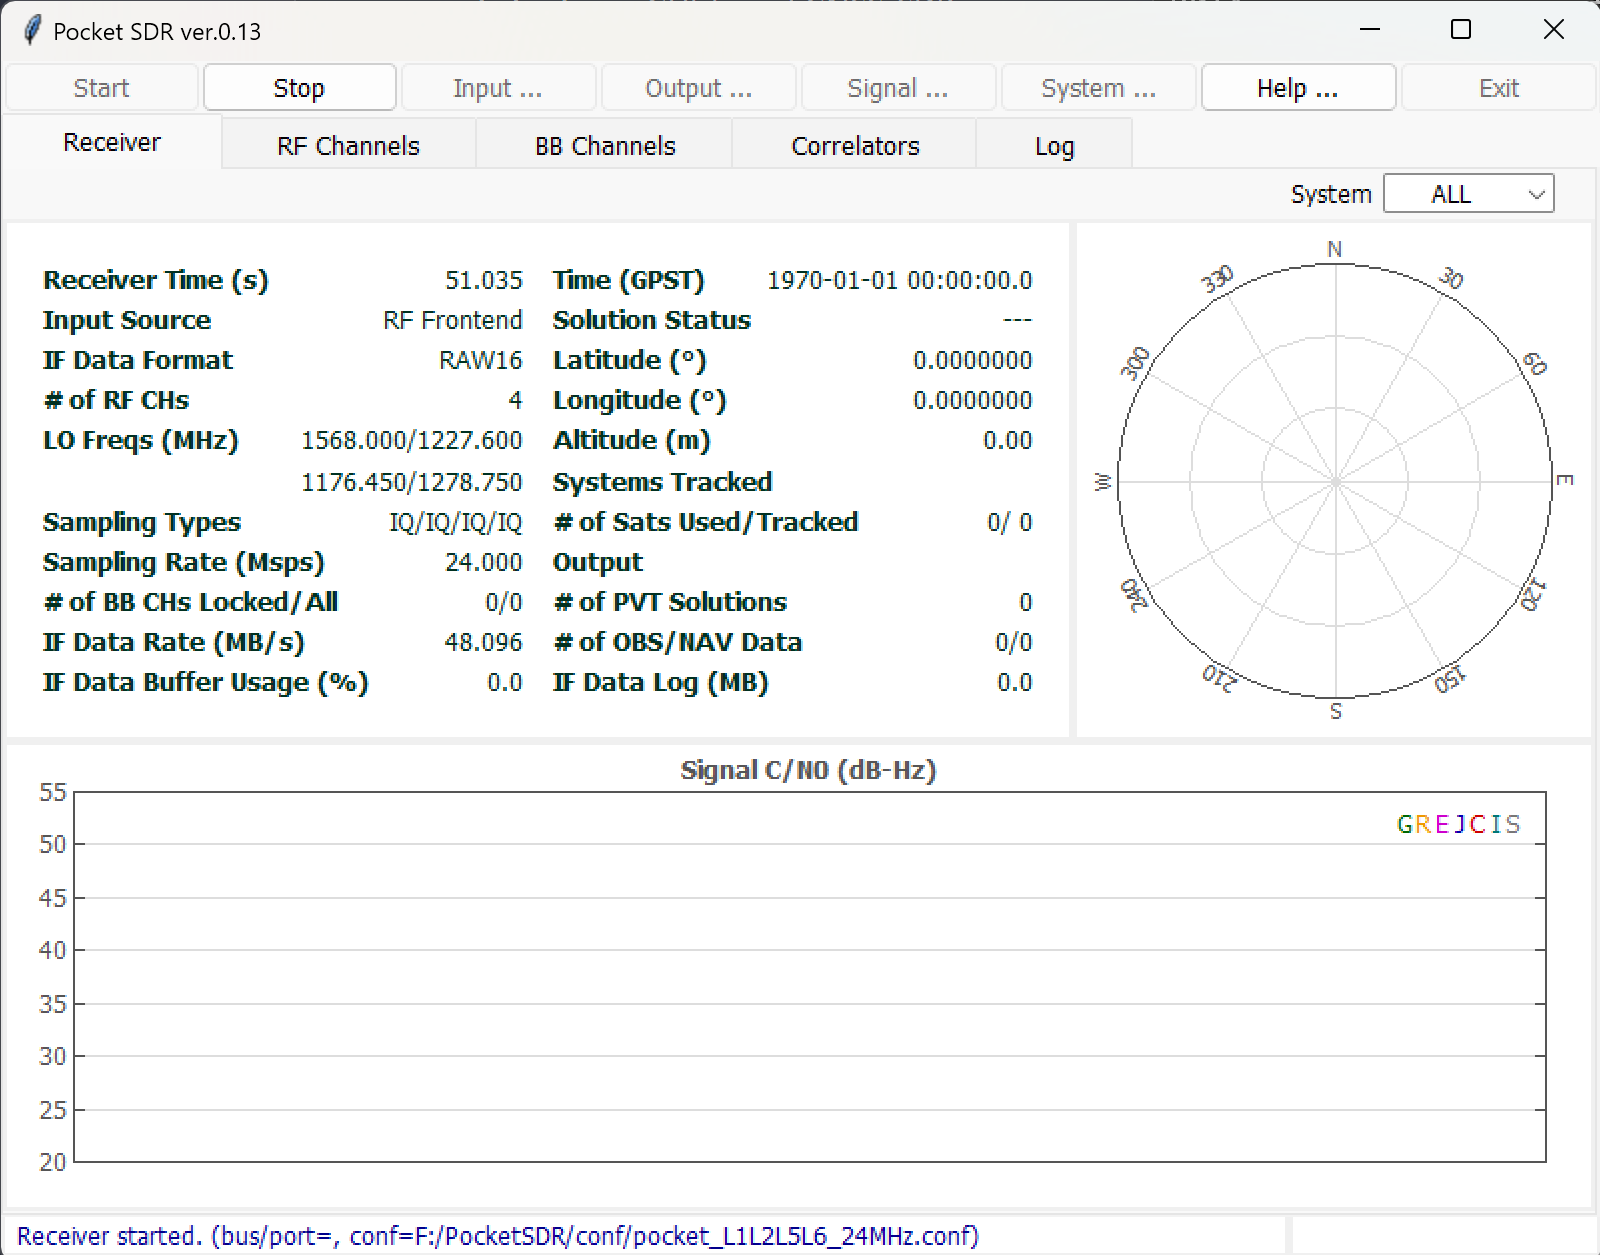 Pocket SDR ver.0.13
Start Stop Input ... Output ... Signal ... System ... Help ... Exit
Receiver RF Channels BB Channels Correlators Log
System ALL
Receiver Time (s) 51.035 Time (GPST) 1970-01-01 00:00:00.0
Input Source RF Frontend Solution Status ---
IF Data Format RAW16 Latitude (°) 0.0000000
# of RF CHs 4 Longitude (°) 0.0000000
LO Freqs (MHz) 1568.000/1227.600 Altitude (m) 0.00
1176.450/1278.750 Systems Tracked
Sampling Types IQ/IQ/IQ/IQ # of Sats Used/Tracked 0/ 0
Sampling Rate (Msps) 24.000 Output
# of BB CHs Locked/All 0/0 # of PVT Solutions 0
IF Data Rate (MB/s) 48.096 # of OBS/NAV Data 0/0
IF Data Buffer Usage (%) 0.0 IF Data Log (MB) 0.0
N
30
60
E
120
150
S
210
240
W
300
330
Signal C/N0 (dB-Hz)
GREJCIS
55
50
45
40
35
30
25
20
Receiver started. (bus/port=, conf=F:/PocketSDR/conf/pocket_L1L2L5L6_24MHz.conf)